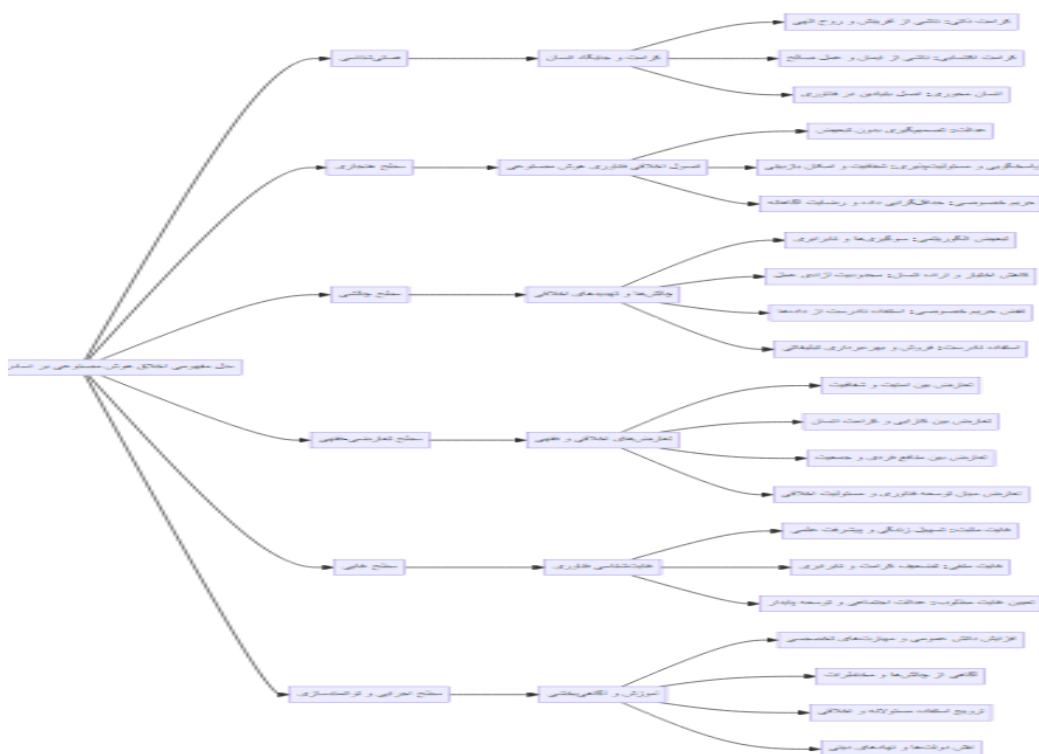 کرامت ذاتی: ناشی از آفرینش و روح الهی
مبنی‌شناسی
کرامت و جایگاه انسان
کرامت اکتسابی: ناشی از ایمان و عمل صالح
انسان محوری: اصل بنیادی در فناوری
عدالت: تصمیم‌گیری بدون تبعیض
سطح هنجاری
اصول اخلاقی فناوری هوش مصنوعی
پاسخگویی و مسئولیت‌پذیری: شفافیت و امکان بازبینی
حریم خصوصی: حداقل‌گرایی داده و رضایت آگاهانه
تبعیض الگوریتمی: سوگیری‌ها و نابرابری
سطح چالشی
چالش‌ها و تهدیدهای اخلاقی
کاهش اختیار و اراده انسان: محدودیت آزادی عمل
نقض حریم خصوصی: استفاده نادرست از داده‌ها
استفاده نادرست: فروش و بهره‌برداری تبلیغاتی
مدل مفهومی اخلاق هوش مصنوعی بر اساس
تعارض بین امنیت و شفافیت
سطح تعارضی-فقهی
تعارض‌های اخلاقی و فقهی
تعارض بین کارایی و کرامت انسان
تعارض بین منافع فردی و جمعیت
تعارض میان توسعه فناوری و مسئولیت اخلاقی
غایت مثبت: تسهیل زندگی و پیشرفت علمی
سطح غایی
غایت‌شناسی فناوری
غایت منفی: تضعیف کرامت و نابرابری
تعیین غایت مطلوب: عدالت اجتماعی و توسعه پایدار
افزایش دانش عمومی و مهارت‌های تخصصی
سطح اجرایی و توانمندسازی
آموزش و آگاهی‌بخشی
آگاهی از چالش‌ها و مخاطرات
ترویج استفاده مسئولانه و اخلاقی
نقش دولت‌ها و نهادهای دینی